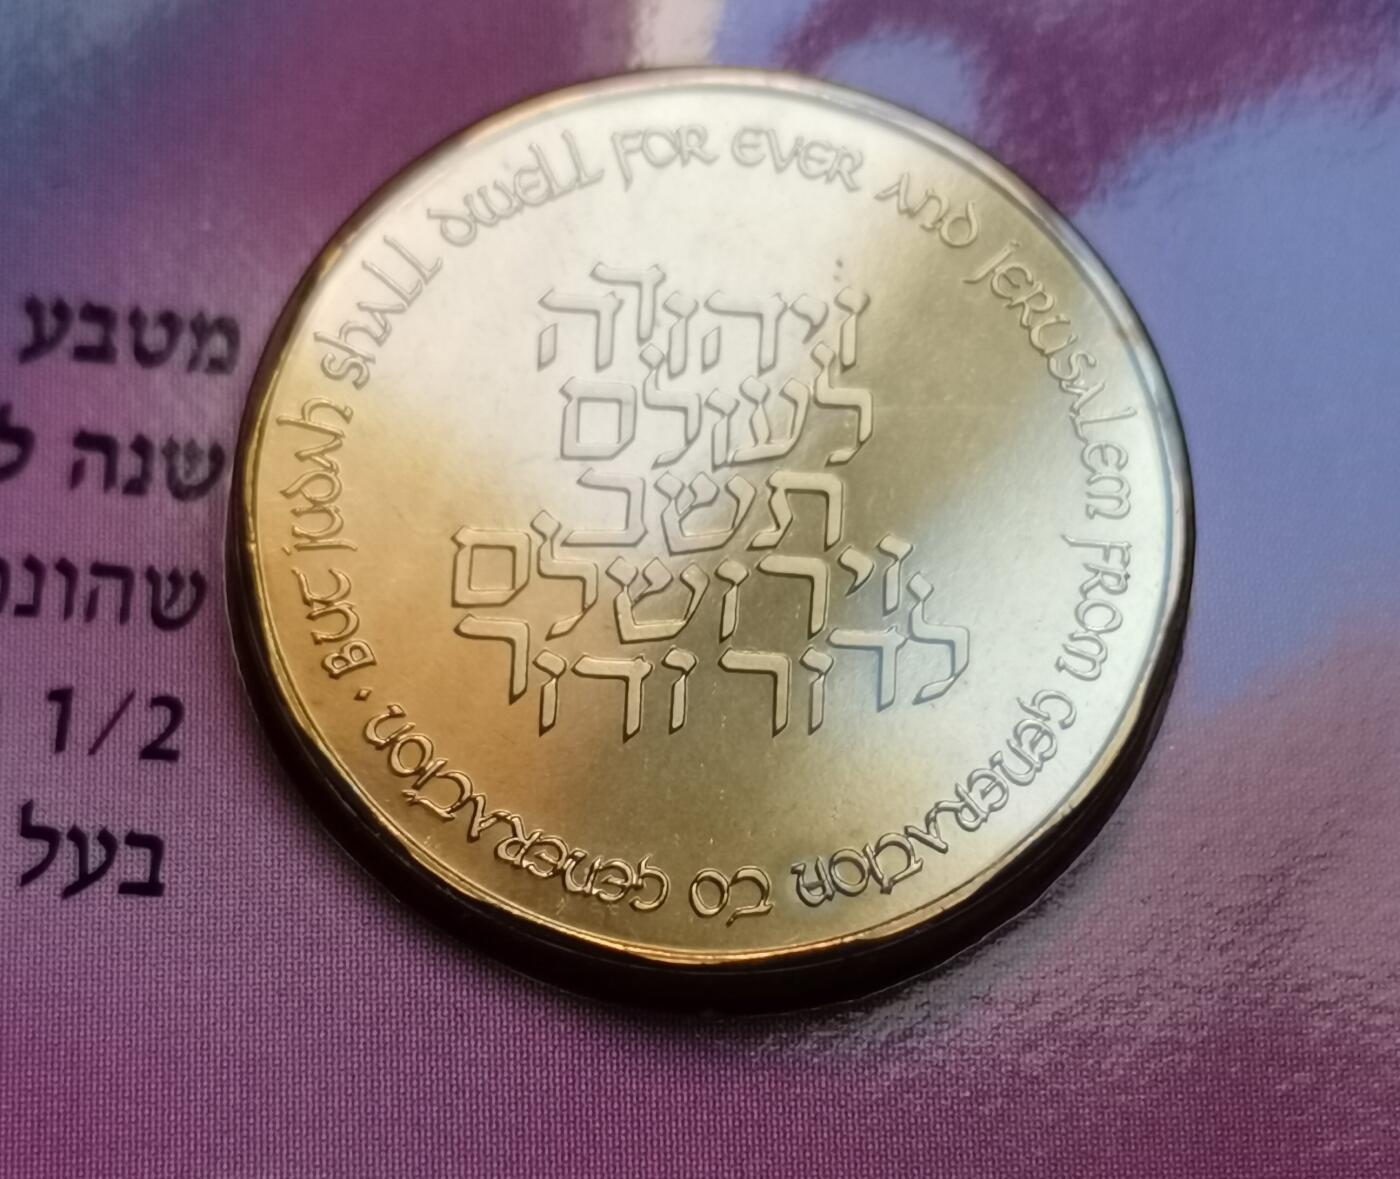 BUT JUDAH SHALL DWELL FOR EVER AND JERUSALEM FROM GENERATION TO GENERATION ·
ויהודה
לעולם
תשב
וירושלם
לדור ודור
מטבע
שנה
1/2
בעל